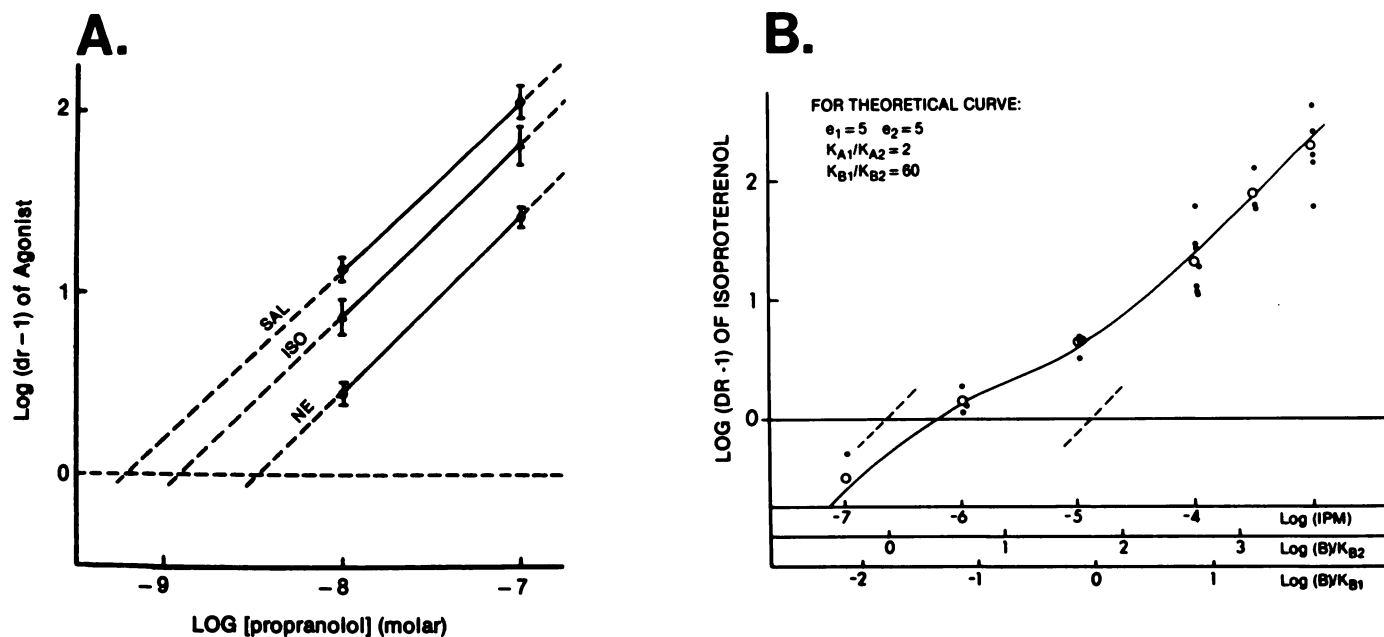 A.
Log (dr – 1) of Agonist
2
1
0
SAL
ISO
NE
–9
–8
–7
LOG [propranolol] (molar)
B.
LOG (DR -1) OF ISOPROTERENOL
FOR THEORETICAL CURVE:
e1 = 5 e2 = 5
KA1/KA2 = 2
KB1/KB2 = 60
2
1
0
-7 -6 -5 -4 Log (IPM)
0 1 2 3 Log (B)/KB2
-2 -1 0 1 Log (B)/KB1